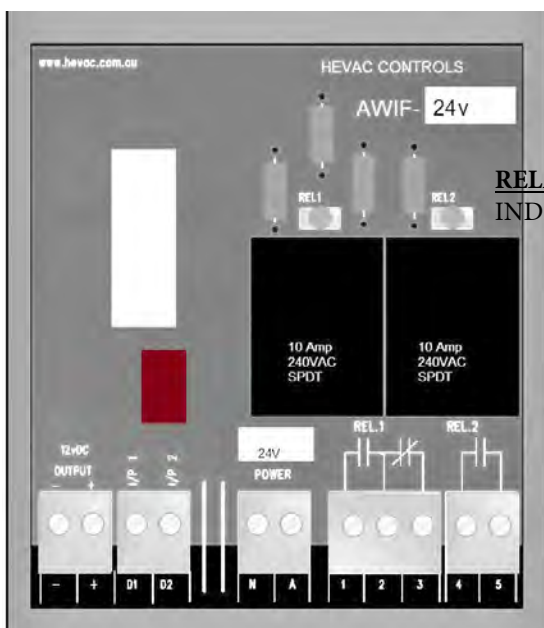 www.hevac.com.au
HEVAC CONTROLS
AWIF- 24v
REL
IND
REL1
REL2
10 Amp
240VAC
SPDT
10 Amp
240VAC
SPDT
REL.1
REL.2
12vDC
OUTPUT
- +
I/P 1
I/P 2
24V
POWER
- + D1 D2 N A 1 2 3 4 5